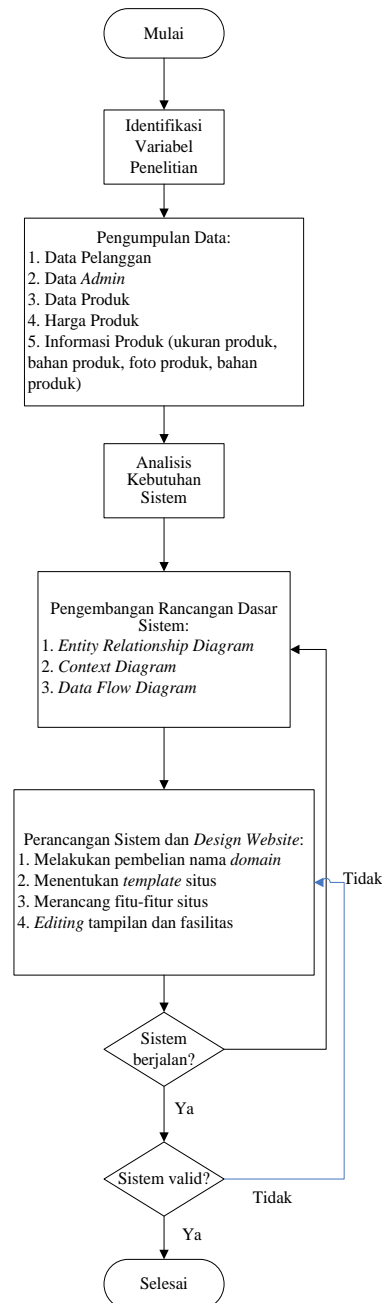 Mulai
Identifikasi
Variabel
Penelitian
Pengumpulan Data:
1. Data Pelanggan
2. Data Admin
3. Data Produk
4. Harga Produk
5. Informasi Produk (ukuran produk,
bahan produk, foto produk, bahan
produk)
Analisis
Kebutuhan
Sistem
Pengembangan Rancangan Dasar
Sistem:
1. Entity Relationship Diagram
2. Context Diagram
3. Data Flow Diagram
Perancangan Sistem dan Design Website:
1. Melakukan pembelian nama domain
2. Menentukan template situs
3. Merancang fitu-fitur situs
4. Editing tampilan dan fasilitas
Tidak
Sistem
berjalan?
Ya
Sistem valid?
Tidak
Ya
Selesai